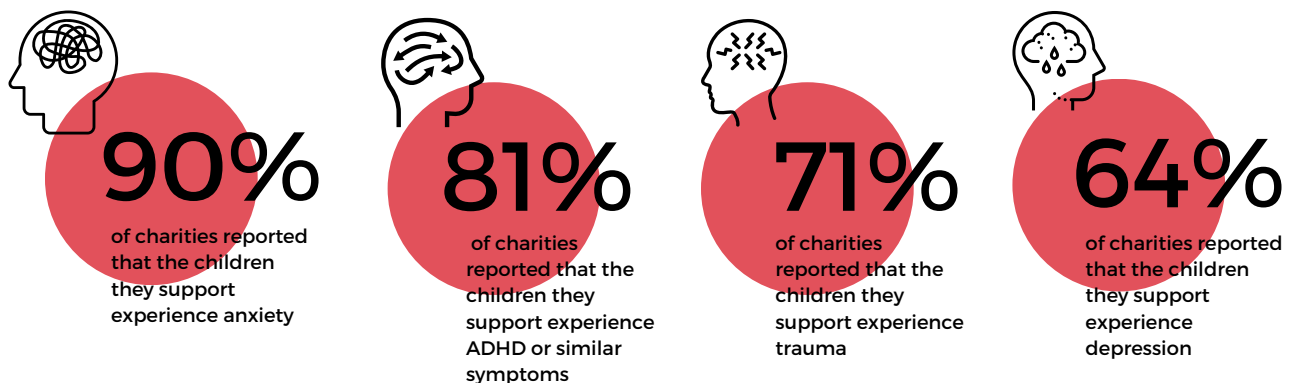 90%
of charities reported
that the children
they support
experience anxiety
81%
of charities
reported that the
children they
support experience
ADHD or similar
symptoms
71%
of charities
reported that the
children they
support experience
trauma
64%
of charities reported
that the children
they support
experience
depression